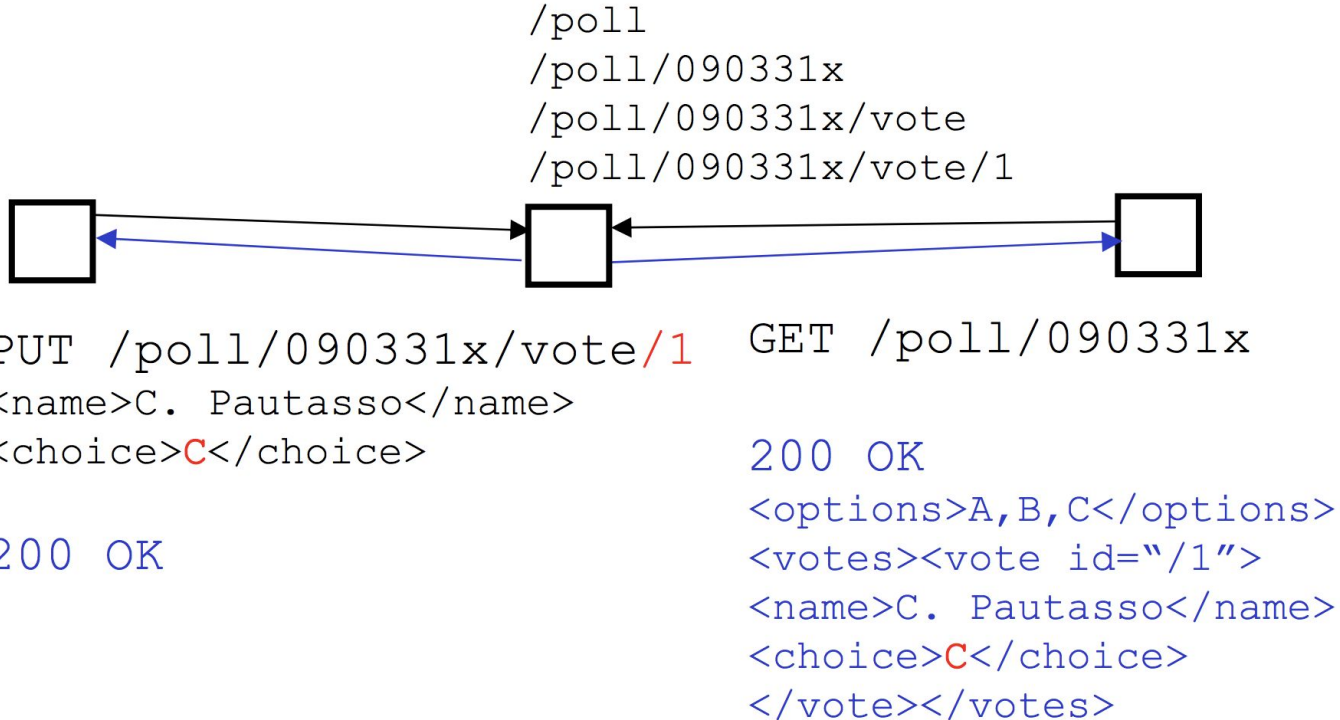 /poll
/poll/090331x
/poll/090331x/vote
/poll/090331x/vote/1
PUT /poll/090331x/vote/1
<name>C. Pautasso</name>
<choice>C</choice>
200 OK
GET /poll/090331x
200 OK
<options>A,B,C</options>
<votes><vote id=“/1”>
<name>C. Pautasso</name>
<choice>C</choice>
</vote></votes>